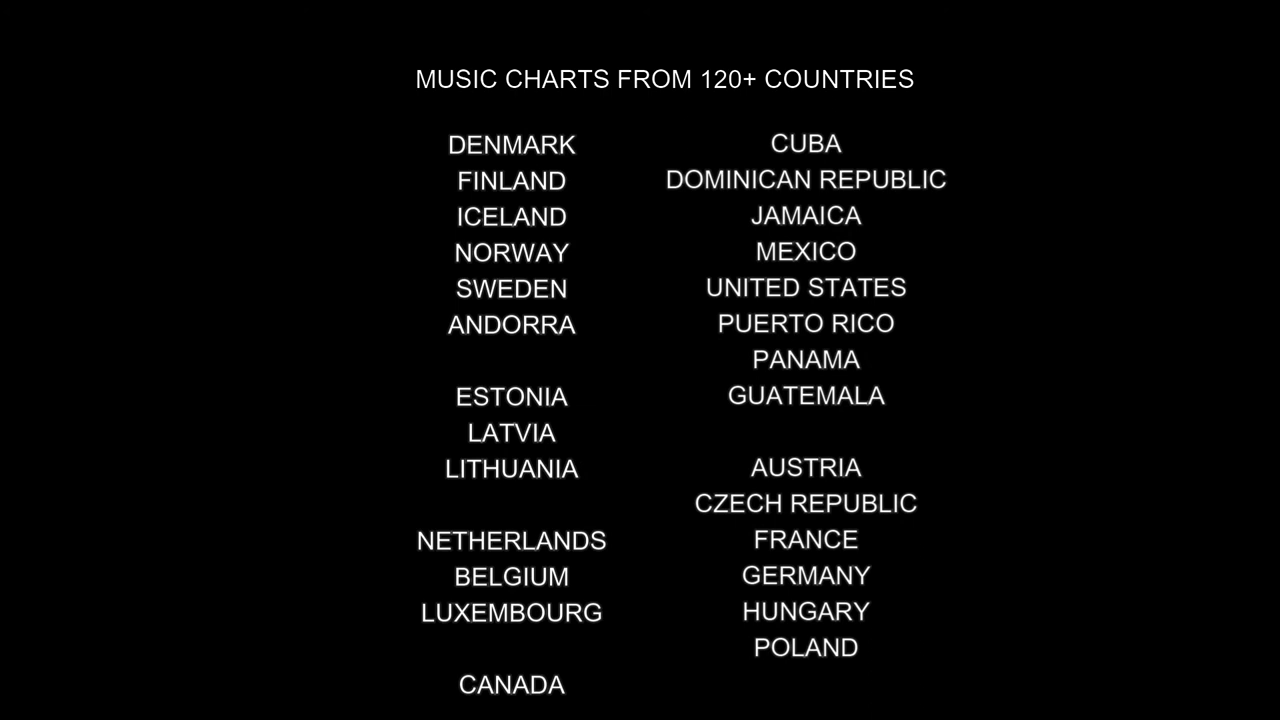 MUSIC CHARTS FROM 120+ COUNTRIES
DENMARK
FINLAND
ICELAND
NORWAY
SWEDEN
ANDORRA
ESTONIA
LATVIA
LITHUANIA
NETHERLANDS
BELGIUM
LUXEMBOURG
CANADA
CUBA
DOMINICAN REPUBLIC
JAMAICA
MEXICO
UNITED STATES
PUERTO RICO
PANAMA
GUATEMALA
AUSTRIA
CZECH REPUBLIC
FRANCE
GERMANY
HUNGARY
POLAND